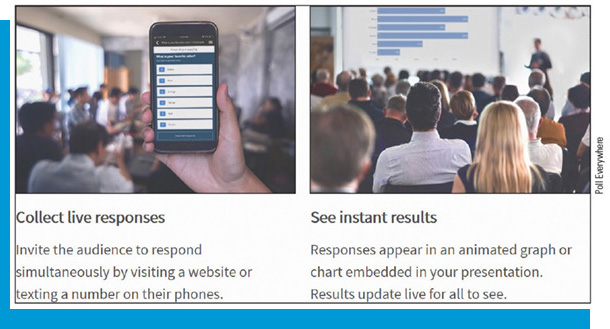 Collect live responses
Invite the audience to respond
simultaneously by visiting a website or
texting a number on their phones.
See instant results
Responses appear in an animated graph or
chart embedded in your presentation.
Results update live for all to see.
Poll Everywhere